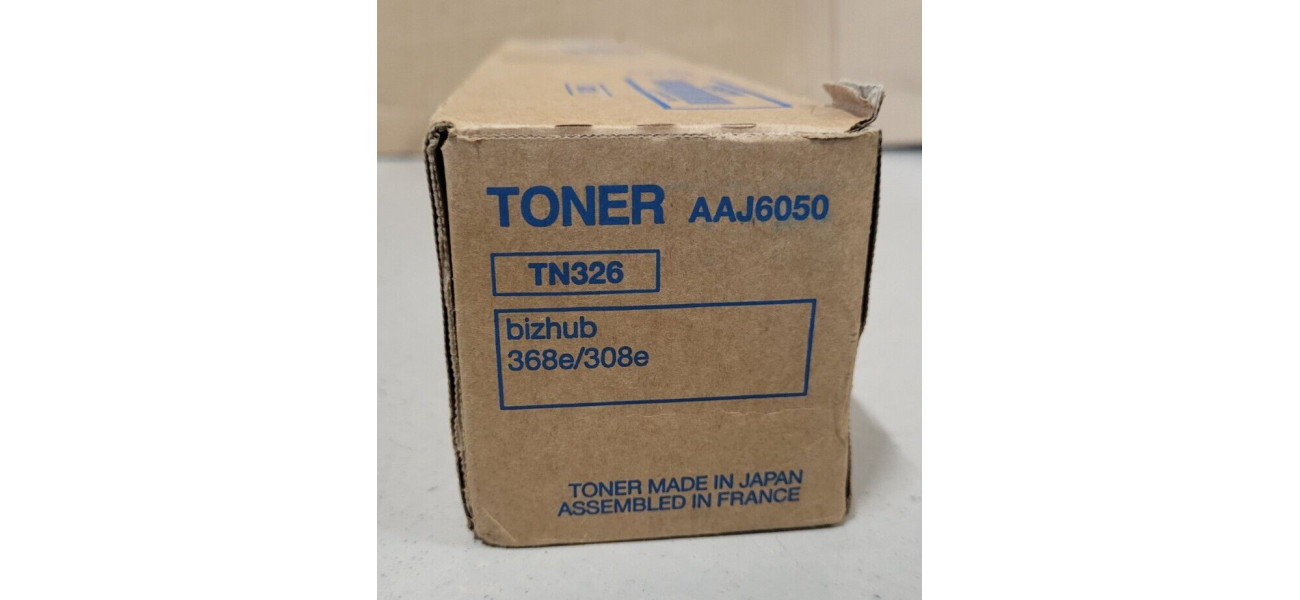 TONER AAJ6050
TN326
bizhub
368e/308e
TONER MADE IN JAPAN
ASSEMBLED IN FRANCE